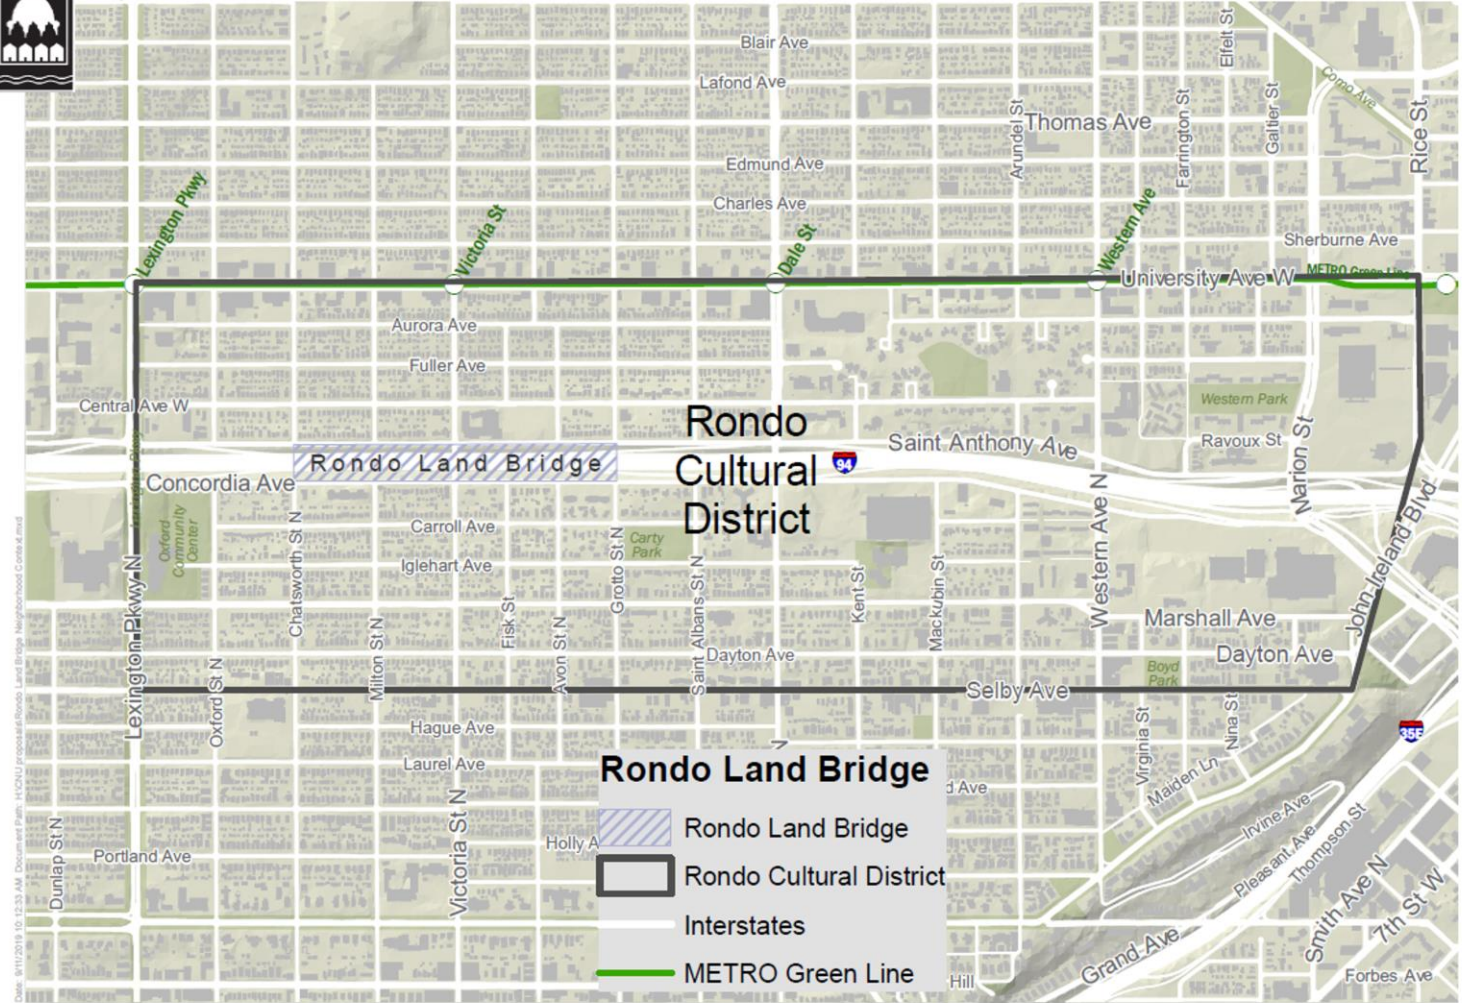 Blair Ave
Elfelt St
Lafond Ave
Como Ave
Arundel St
Thomas Ave
Farrington St
Galtier St
Rice St
Edmund Ave
Charles Ave
Lexington Pkwy
Victoria St
Dale St
Western Ave
Sherburne Ave
University Ave W
METRO Green Line
Aurora Ave
Fuller Ave
Central Ave W
Western Park
Rondo
Cultural
District
Saint Anthony Ave
Ravoux St
Marion St
Rondo Land Bridge
94
Concordia Ave
Oxford
Community
Center
Chatsworth St N
Carroll Ave
Iglehart Ave
Grotto St N
Carty
Park
Saint Albans St N
Kent St
Mackubin St
Western Ave N
John Ireland Blvd
Lexington Pkwy N
Marshall Ave
Frisk St
Avon St N
Milton St N
Oxford St N
Dayton Ave
Dayton Ave
Boyd
Park
Selby Ave
Hague Ave
Laurel Ave
Virginia St
Nina St
Maiden Ln
35E
N
d Ave
Irvine Ave
Pleasant Ave
Thompson St
Dunlap St N
Portland Ave
Victoria St N
Holly A
Smith Ave N
7th St W
Grand Ave
Hill
Forbes Ave
Rondo Land Bridge
Rondo Land Bridge
Rondo Cultural District
Interstates
METRO Green Line